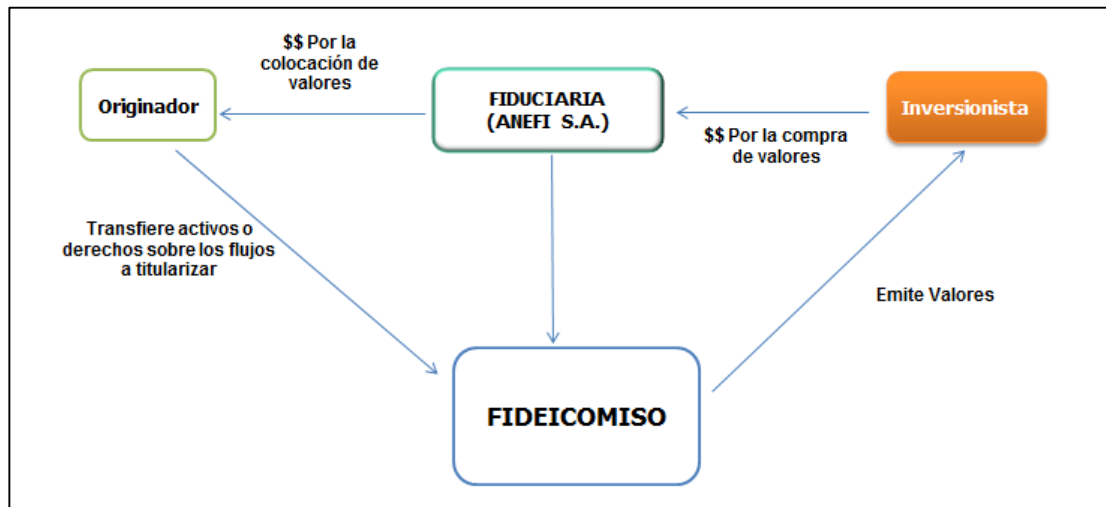 $$ Por la
colocación de
valores
Originador
FIDUCIARIA
(ANEFI S.A.)
Inversionista
$$ Por la compra
de valores
Transfiere activos o
derechos sobre los flujos
a titularizar
Emite Valores
FIDEICOMISO